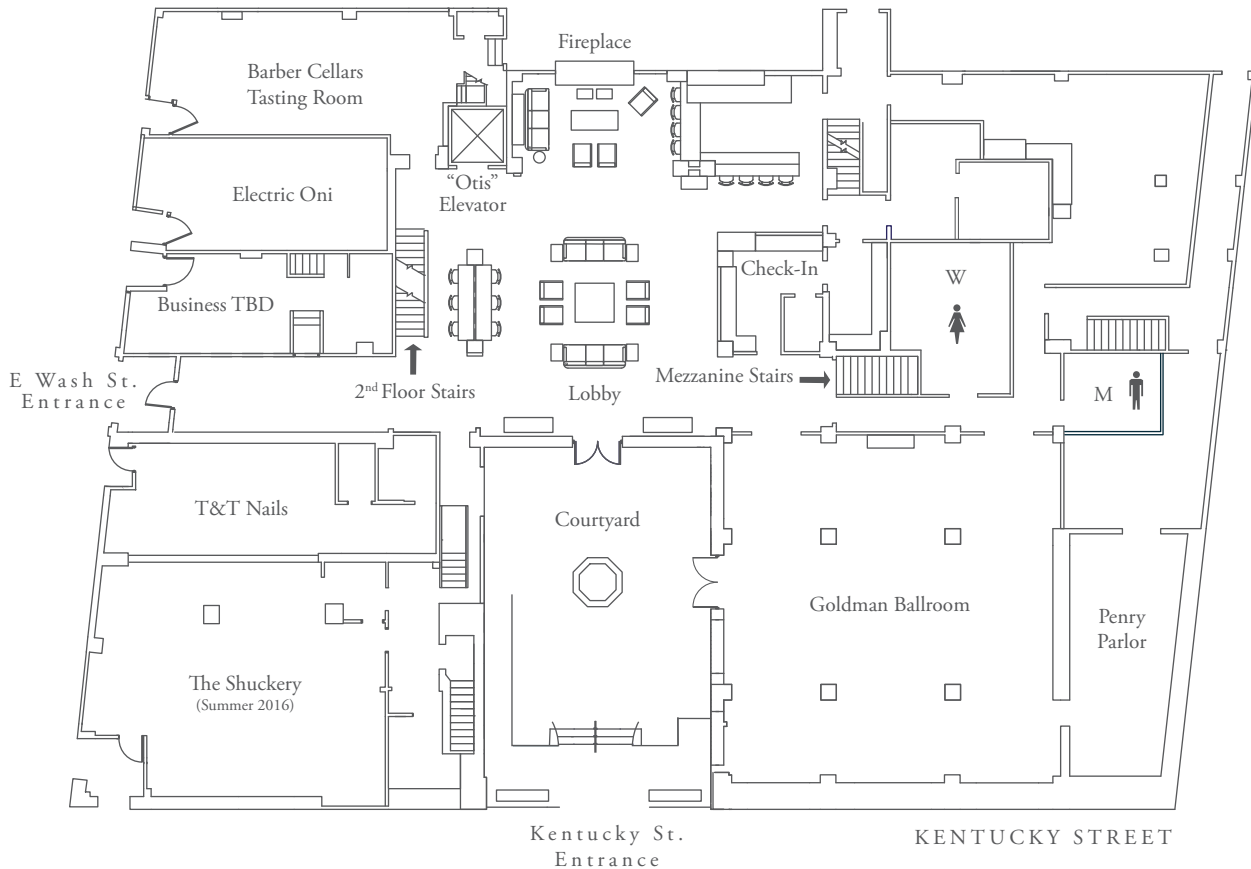 Fireplace
Barber Cellars
Tasting Room
Electric Oni
“Otis”
Elevator
Business TBD
Check-In
W
E Wash St.
Entrance
2nd Floor Stairs
Lobby
Mezzanine Stairs
M
T&T Nails
Courtyard
Goldman Ballroom
Penry
Parlor
The Shuckery
(Summer 2016)
Kentucky St.
Entrance
KENTUCKY STREET